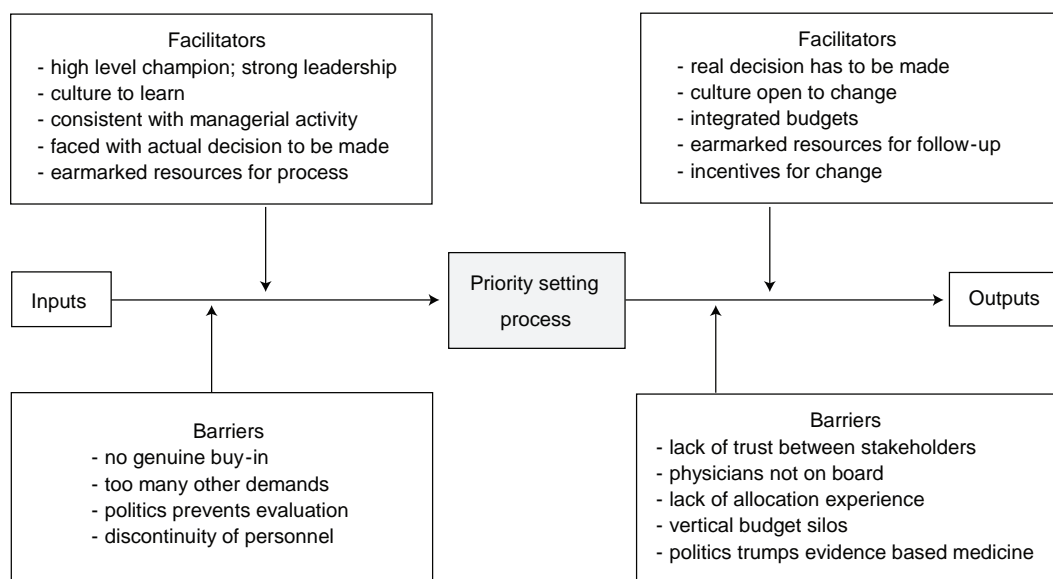 Facilitators
- high level champion; strong leadership
- culture to learn
- consistent with managerial activity
- faced with actual decision to be made
- earmarked resources for process
Facilitators
- real decision has to be made
- culture open to change
- integrated budgets
- earmarked resources for follow-up
- incentives for change
Inputs
Priority setting
process
Outputs
Barriers
- no genuine buy-in
- too many other demands
- politics prevents evaluation
- discontinuity of personnel
Barriers
- lack of trust between stakeholders
- physicians not on board
- lack of allocation experience
- vertical budget silos
- politics trumps evidence based medicine